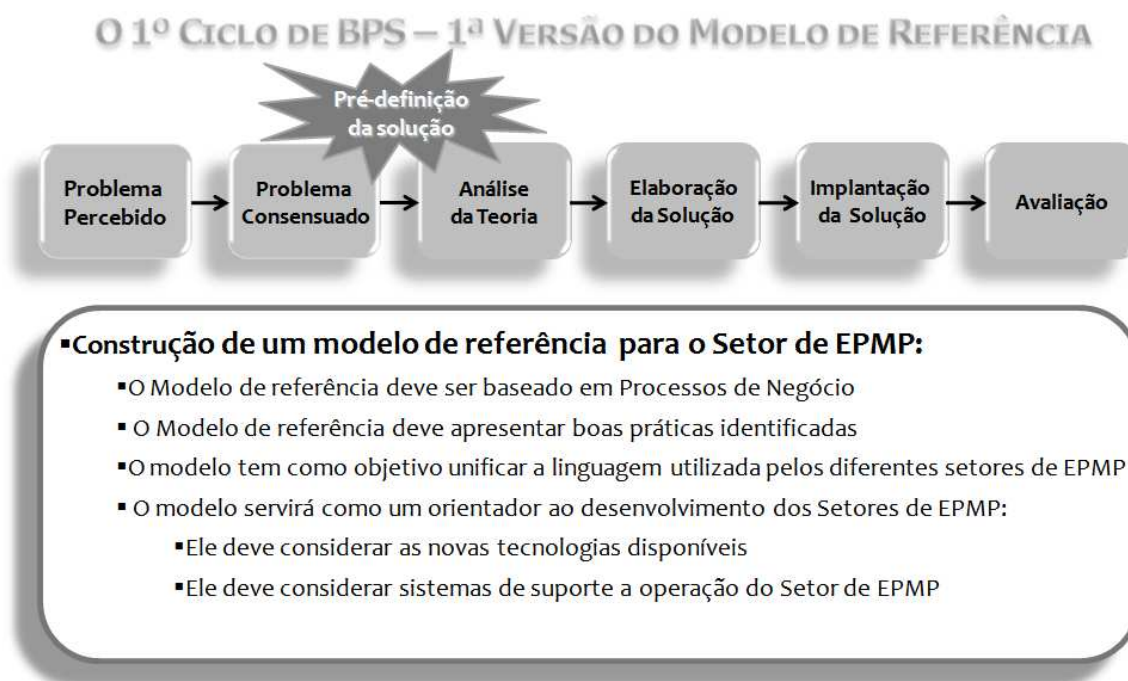 O 1º CICLO DE BPS – 1ª VERSÃO DO MODELO DE REFERÊNCIA
Pré-definição
da solução
Problema
Percebido
Problema
Consensuado
Análise
da Teoria
Elaboração
da Solução
Implantação
da Solução
Avaliação
▪Construção de um modelo de referência para o Setor de EPMP:
▪O Modelo de referência deve ser baseado em Processos de Negócio
▪ O Modelo de referência deve apresentar boas práticas identificadas
▪O modelo tem como objetivo unificar a linguagem utilizada pelos diferentes setores de EPMP
▪ O modelo servirá como um orientador ao desenvolvimento dos Setores de EPMP:
▪Ele deve considerar as novas tecnologias disponíveis
▪Ele deve considerar sistemas de suporte a operação do Setor de EPMP